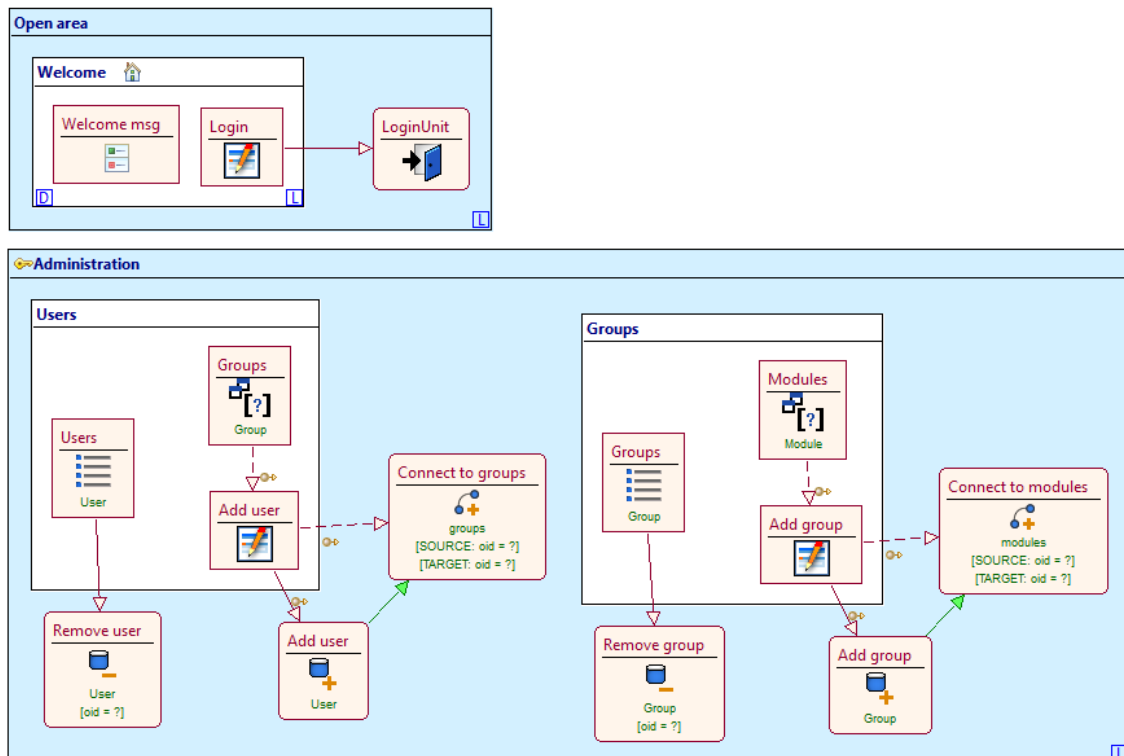 Open area
Welcome
Welcome msg
Login
LoginUnit
D
L
L
Administration
Users
Groups
Group
Users
User
Add user
Connect to groups
groups
[SOURCE: oid = ?]
[TARGET: oid = ?]
Remove user
User
[oid = ?]
Add user
User
Groups
Modules
[?]
Module
Groups
Group
Add group
Connect to modules
modules
[SOURCE: oid = ?]
[TARGET: oid = ?]
Remove group
Group
[oid = ?]
Add group
Group
L